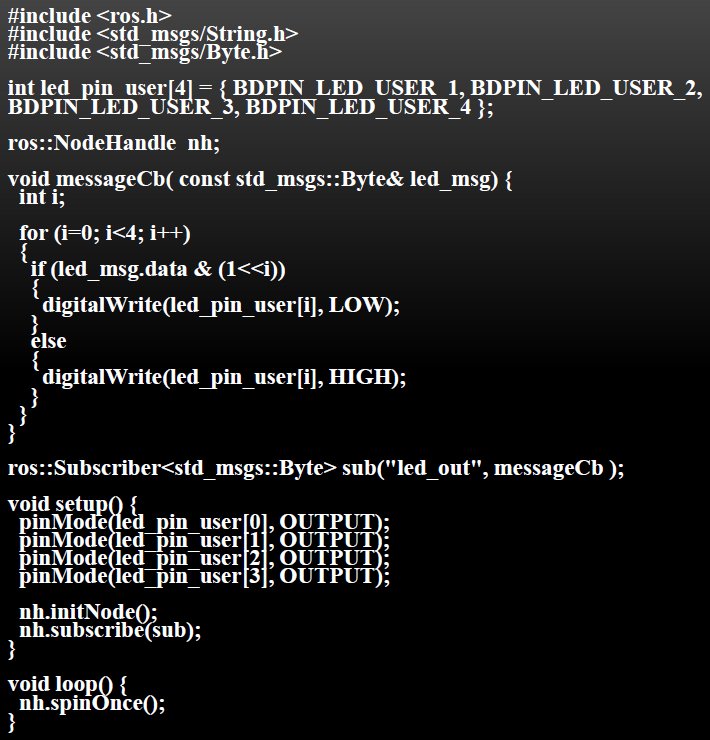 #include <ros.h>
#include <std_msgs/String.h>
#include <std_msgs/Byte.h>
int led_pin_user[4] = { BDPIN_LED_USER_1, BDPIN_LED_USER_2,
BDPIN_LED_USER_3, BDPIN_LED_USER_4 };
ros::NodeHandle  nh;
void messageCb( const std_msgs::Byte& led_msg) {
  int i;
  for (i=0; i<4; i++)
  {
    if (led_msg.data & (1<<i))
    {
      digitalWrite(led_pin_user[i], LOW);
    }
    else
    {
      digitalWrite(led_pin_user[i], HIGH);
    }
  }
}
ros::Subscriber<std_msgs::Byte> sub("led_out", messageCb );
void setup() {
  pinMode(led_pin_user[0], OUTPUT);
  pinMode(led_pin_user[1], OUTPUT);
  pinMode(led_pin_user[2], OUTPUT);
  pinMode(led_pin_user[3], OUTPUT);
  nh.initNode();
  nh.subscribe(sub);
}
void loop() {
  nh.spinOnce();
}